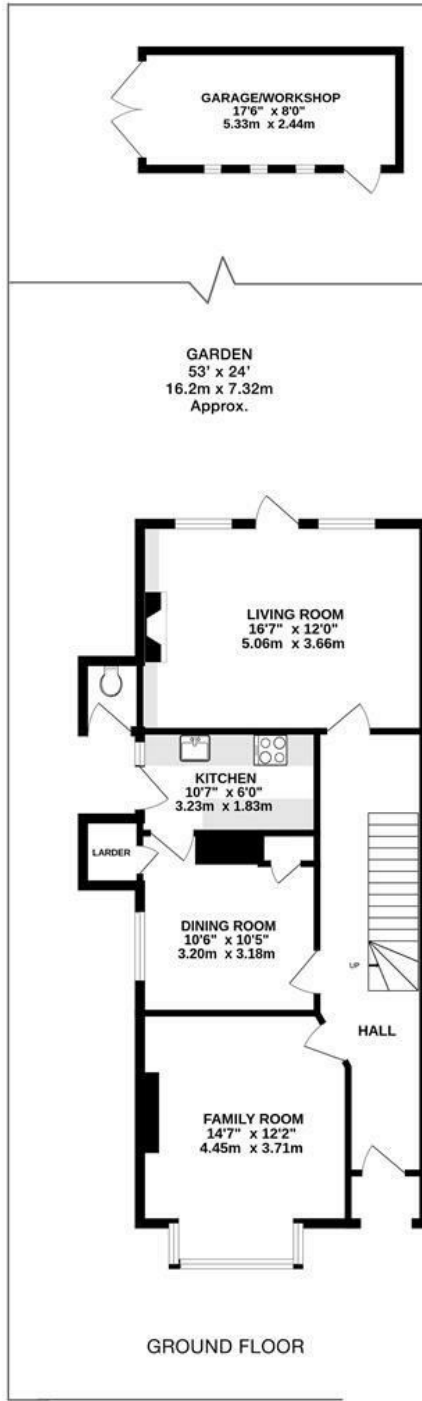 GARAGE/WORKSHOP
17'6" x 8'0"
5.33m x 2.44m
GARDEN
53' x 24'
16.2m x 7.32m
Approx.
LIVING ROOM
16'7" x 12'0"
5.06m x 3.66m
KITCHEN
10'7" x 6'0"
3.23m x 1.83m
LARDER
DINING ROOM
10'6" x 10'5"
3.20m x 3.18m
UP
HALL
FAMILY ROOM
14'7" x 12'2"
4.45m x 3.71m
GROUND FLOOR